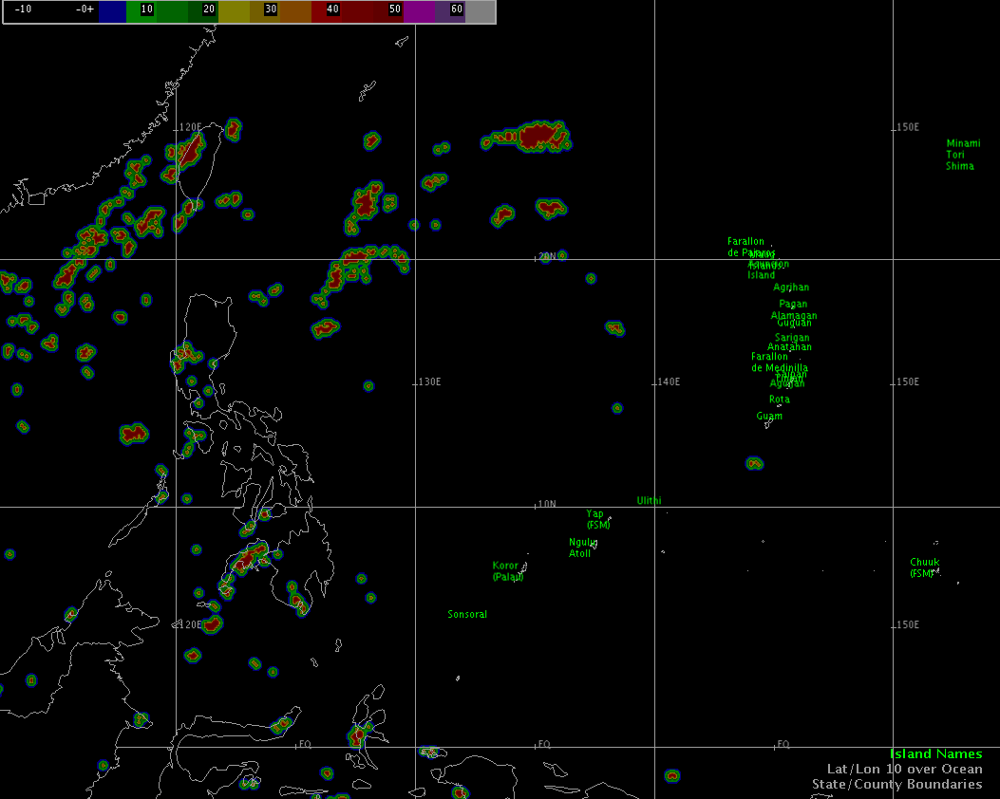 -10 -0+ 10 20 30 40 50 60
120E 150E
Minami
Tori
Shima
Farallon
de Pajaros
20N
Island
Agrihan
Pagan
Alamagan
Guguan
Sarigan
Anatahan
Farallon
de Medinilla
130E 140E 150E
Aguijan
Rota
Guam
Ulithi
10N
Yap
(FSM)
Ngulu
Atoll
Koror
(Palau)
Chuuk
(FSM)
Sonsoral
120E 150E
EQ EQ EQ
Island Names
Lat/Lon 10 over Ocean
State/County Boundaries